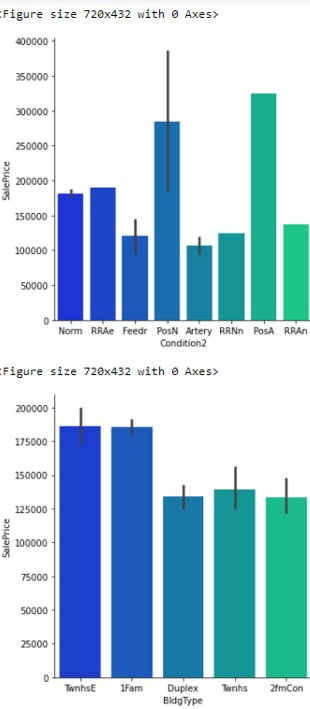 <Figure size 720x432 with 0 Axes>
400000
350000
300000
250000
200000
150000
100000
50000
0
SalePrice
Norm RRAe Feedr PosN Artery RRNn PosA RRAn
Condition2
<Figure size 720x432 with 0 Axes>
200000
175000
150000
125000
100000
75000
50000
25000
0
SalePrice
TwnhsE 1Fam Duplex Twnhs 2fmCon
BldgType